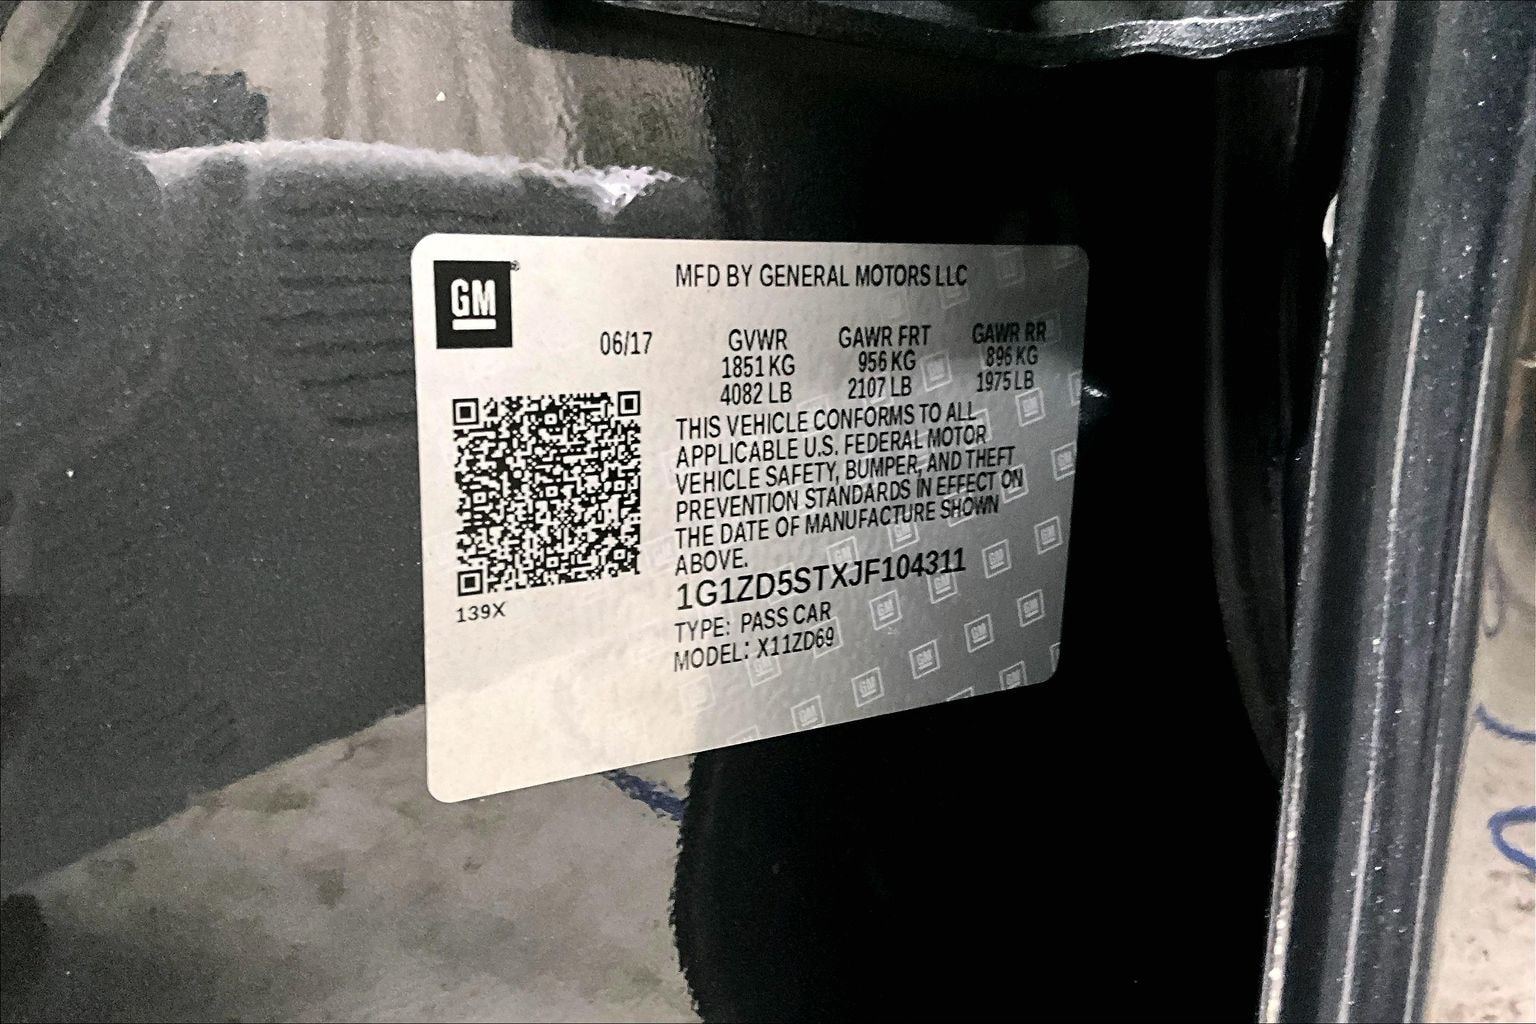 GM®
MFD BY GENERAL MOTORS LLC
06/17 GVWR GAWR FRT GAWR RR
1851 KG 956 KG 896 KG
4082 LB 2107 LB 1975 LB
THIS VEHICLE CONFORMS TO ALL
APPLICABLE U.S. FEDERAL MOTOR
VEHICLE SAFETY, BUMPER, AND THEFT
PREVENTION STANDARDS IN EFFECT ON
THE DATE OF MANUFACTURE SHOWN
ABOVE.
1G1ZD5STXJF104311
TYPE: PASS CAR
MODEL: X11ZD69
139X